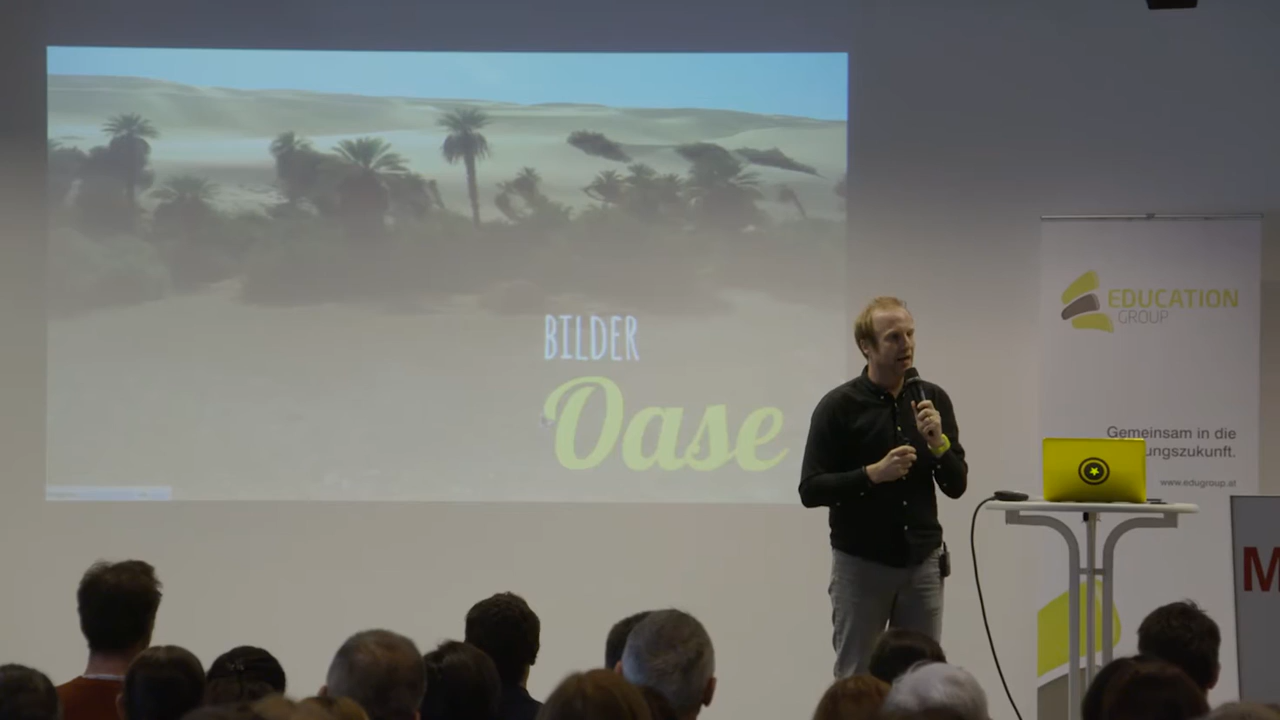 BILDER
Oase
EDUCATION
GROUP
Gemeinsam in die
ungszukunft.
www.edugroup.at
M